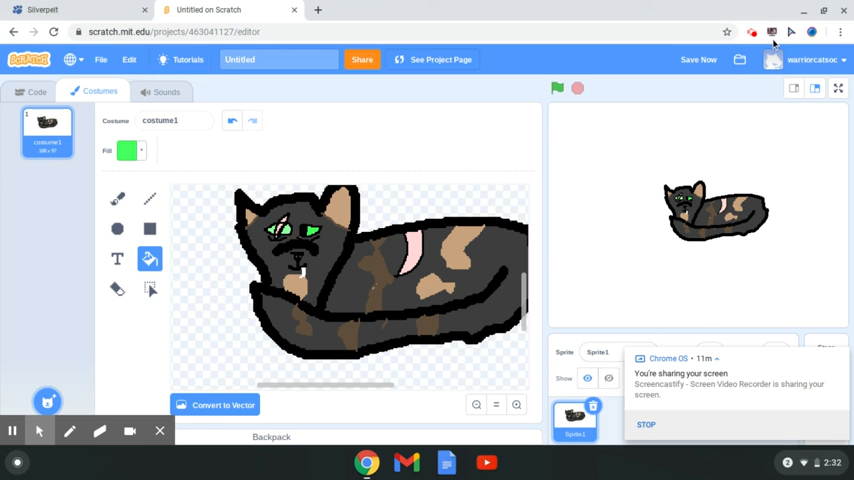 Silverpelt
Untitled on Scratch
scratch.mit.edu/projects/463041127/editor
SCRATCH
File
Edit
Tutorials
Untitled
Share
See Project Page
Save Now
warriorcatsoc
Code
Costumes
Sounds
1
costume1
Costume
costume1
Fill
T
Convert to Vector
Backpack
Sprite
Sprite1
Show
Sprite1
Chrome OS • 11m
You're sharing your screen
Screencastify - Screen Video Recorder is sharing your
screen.
STOP
2
2:32